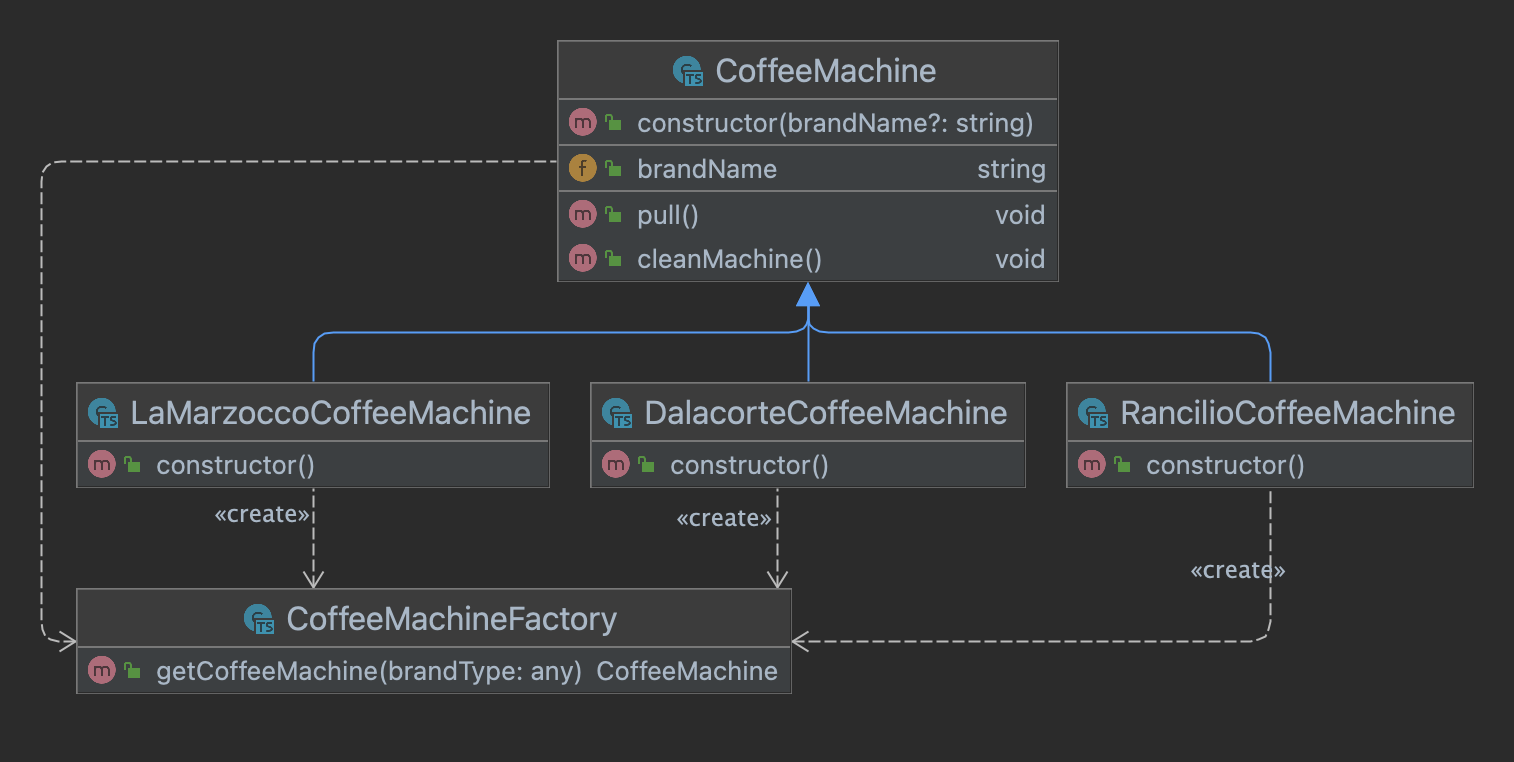 CoffeeMachine
constructor(brandName?: string)
brandName string
pull() void
cleanMachine() void
LaMarzoccoCoffeeMachine
constructor()
DalacorteCoffeeMachine
constructor()
RancilioCoffeeMachine
constructor()
«create»
«create»
«create»
CoffeeMachineFactory
getCoffeeMachine(brandType: any) CoffeeMachine